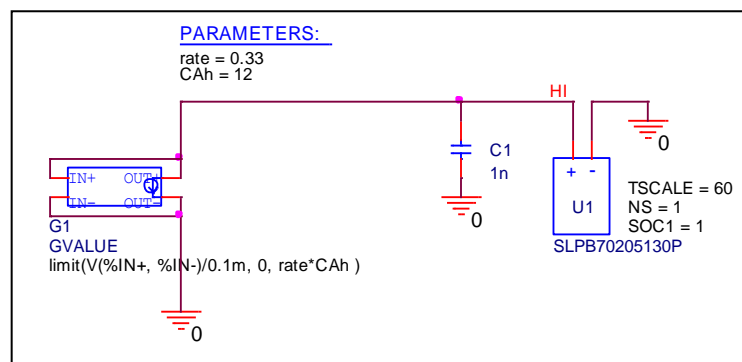 PARAMETERS:
rate = 0.33
CAh = 12
HI
0
C1
1n
IN+ OUT+
IN- OUT-
+ -
U1
TSCALE = 60
NS = 1
SOC1 = 1
SLPB70205130P
0
G1
GVALUE
limit(V(%IN+, %IN-)/0.1m, 0, rate*CAh )
0